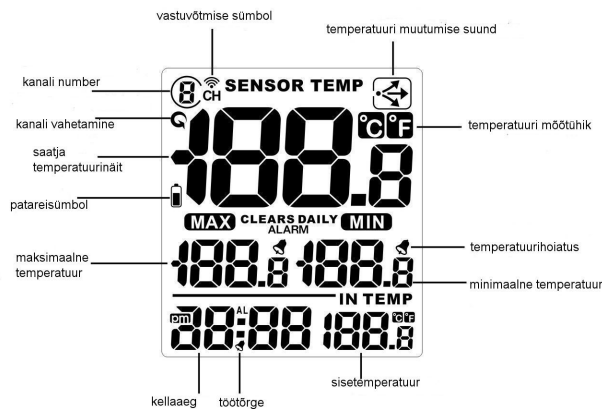 vastuvõtmise sümbol
temperatuuri muutumise suund
kanali number
8 CH SENSOR TEMP
kanali vahetamine
188.8 °C °F
temperatuuri mõõtühik
saatja
temperatuurinäit
patareisümbol
MAX CLEARS DAILY MIN
ALARM
maksimaalne
temperatuur
188.8 188.8
temperatuurihoiatus
minimaalne temperatuur
IN TEMP
pm 28:88 AL 188.8 °C °F
kellaaeg
töötõrge
sisetemperatuur